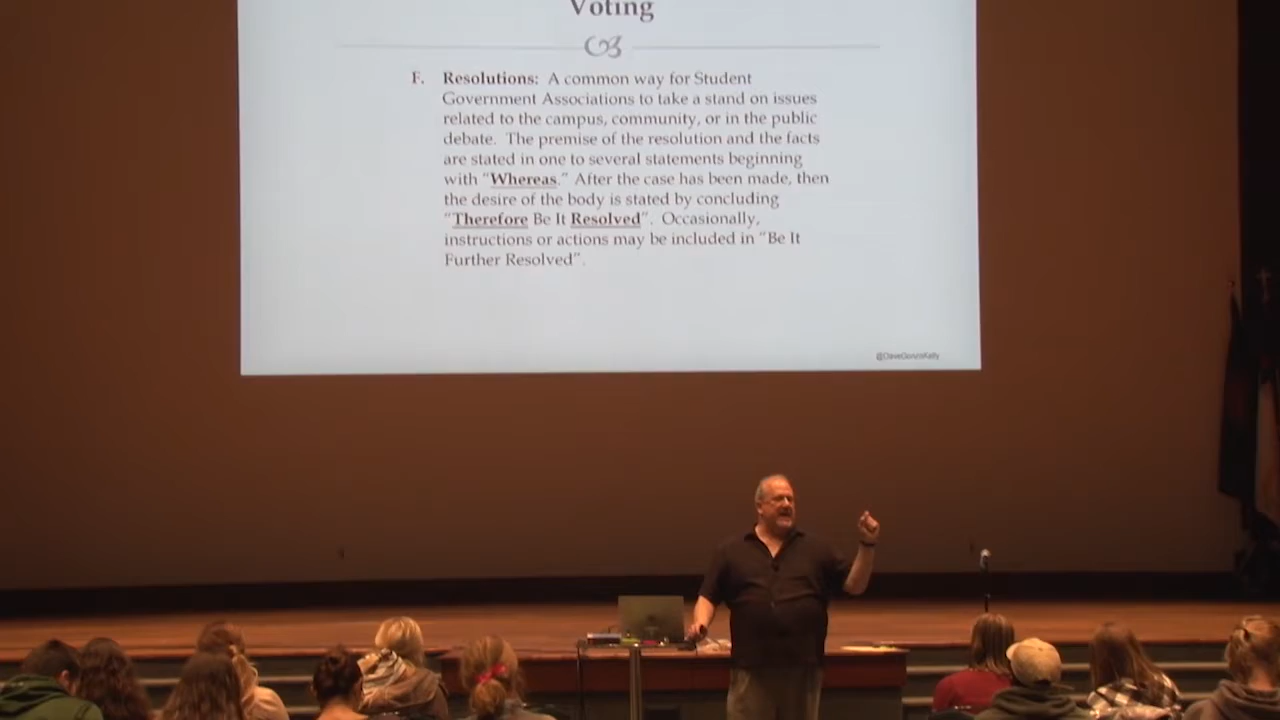 Voting
F. Resolutions: A common way for Student
Government Associations to take a stand on issues
related to the campus, community, or in the public
debate. The premise of the resolution and the facts
are stated in one to several statements beginning
with “Whereas.” After the case has been made, then
the desire of the body is stated by concluding
“Therefore Be It Resolved”. Occasionally,
instructions or actions may be included in “Be It
Further Resolved”.